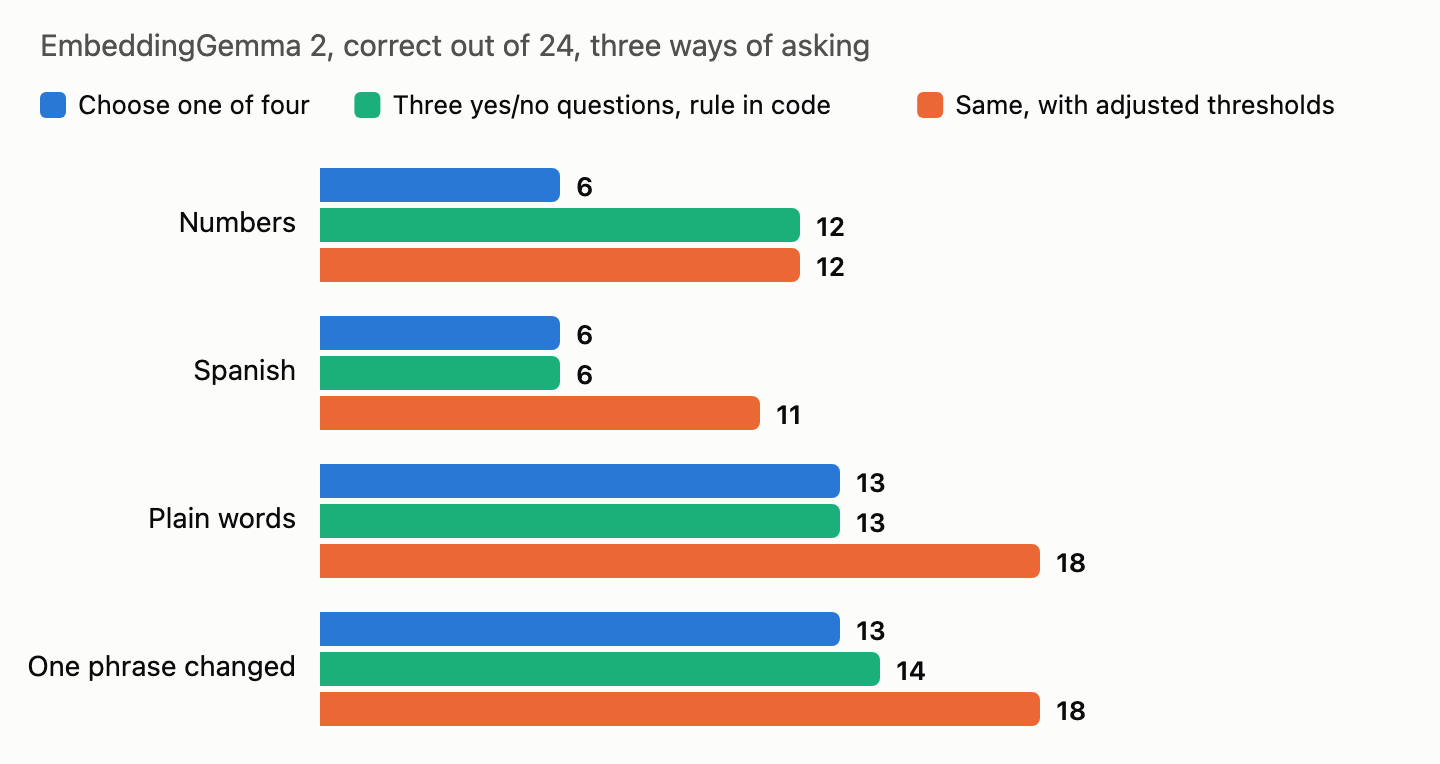 EmbeddingGemma 2, correct out of 24, three ways of asking
Choose one of four
Three yes/no questions, rule in code
Same, with adjusted thresholds
Numbers
6
12
12
Spanish
6
6
11
Plain words
13
13
18
One phrase changed
13
14
18